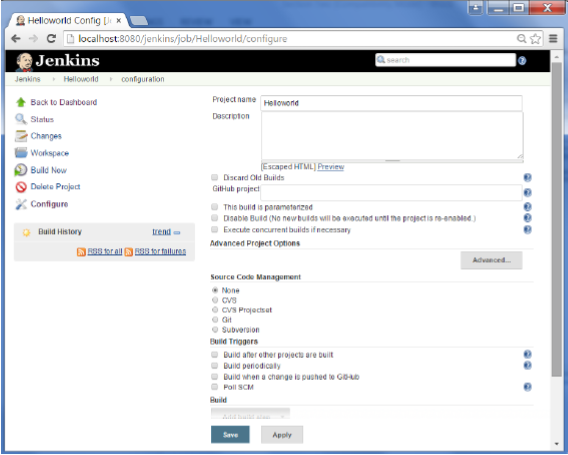 Helloworld Config [Je
localhost:8080/jenkins/job/Helloworld/configure
Jenkins
search
Jenkins
Helloworld
configuration
Back to Dashboard
Status
Changes
Workspace
Build Now
Delete Project
Configure
Build History
trend
RSS for all
RSS for failures
Project name
Helloworld
Description
[Escaped HTML] Preview
Discard Old Builds
GitHub project
This build is parameterized
Disable Build (No new builds will be executed until the project is re-enabled.)
Execute concurrent builds if necessary
Advanced Project Options
Advanced...
Source Code Management
None
CVS
CVS Projectset
Git
Subversion
Build Triggers
Build after other projects are built
Build periodically
Build when a change is pushed to GitHub
Poll SCM
Build
Add build step
Save
Apply